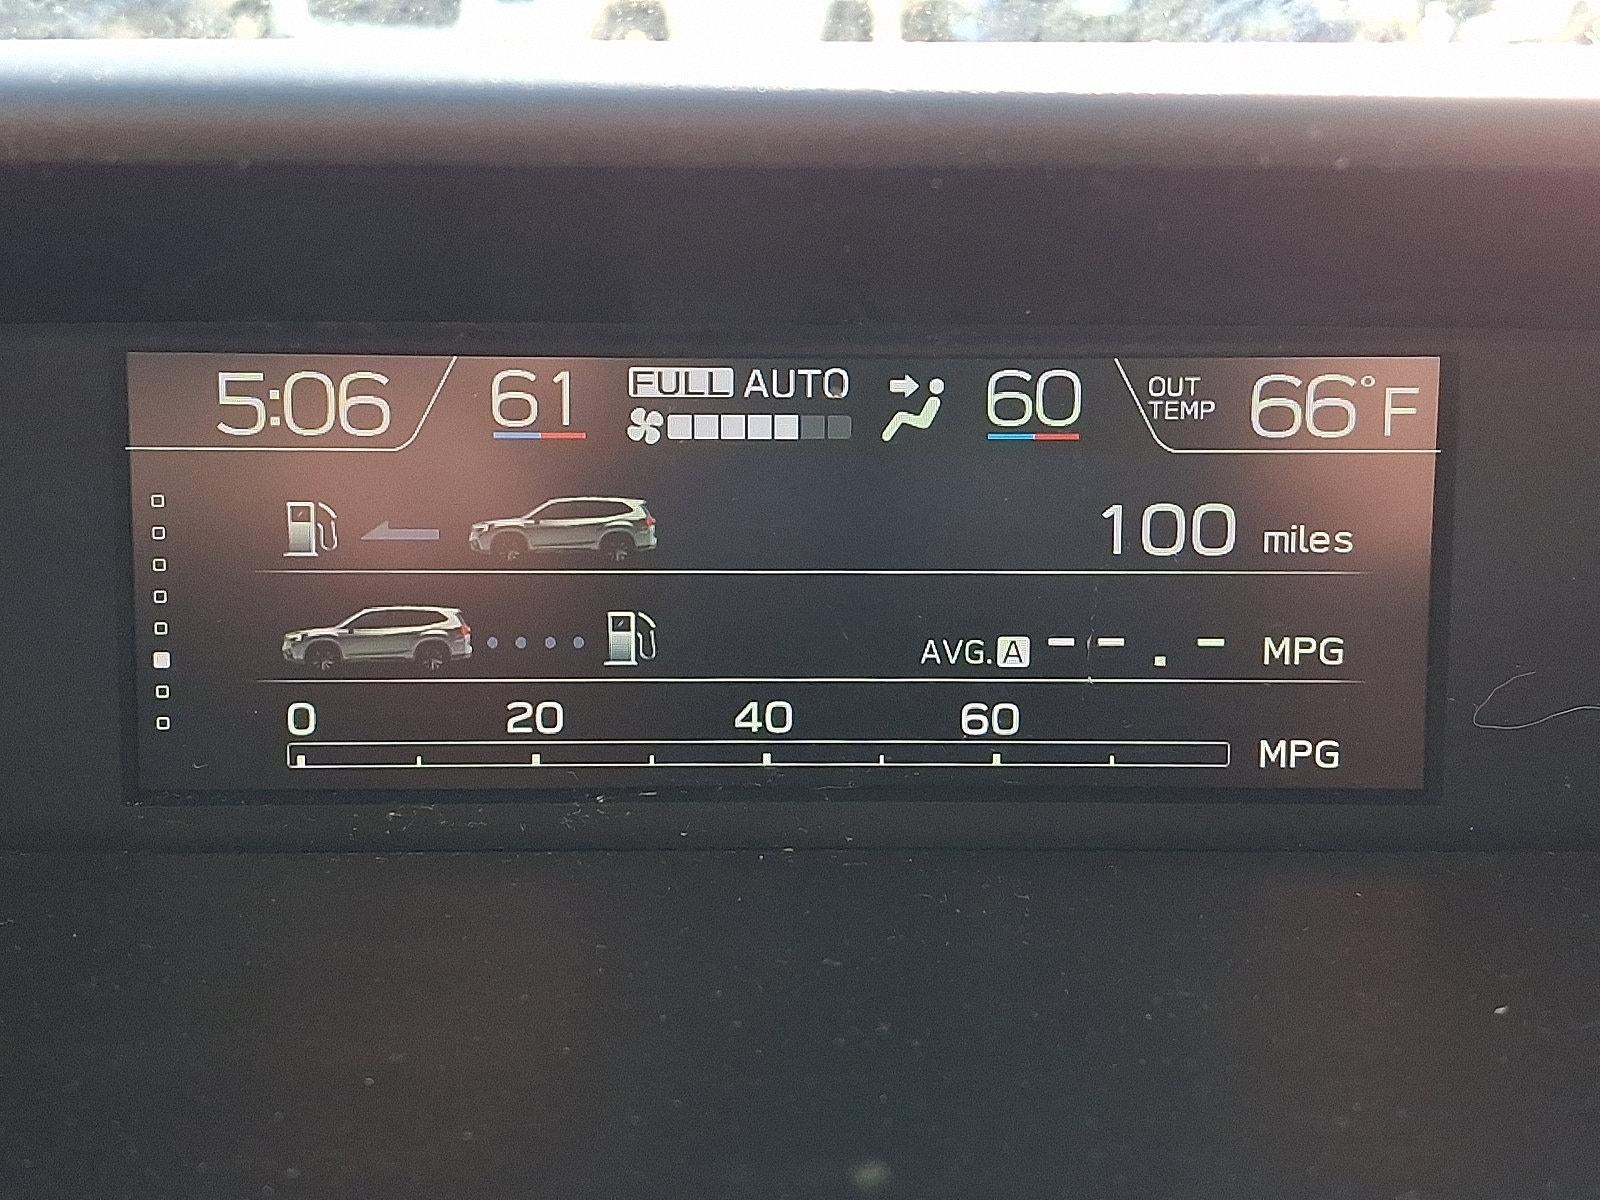 5:06 61 FULL AUTO 60 OUT TEMP 66°F
100 miles
AVG. A --.- MPG
0 20 40 60
MPG